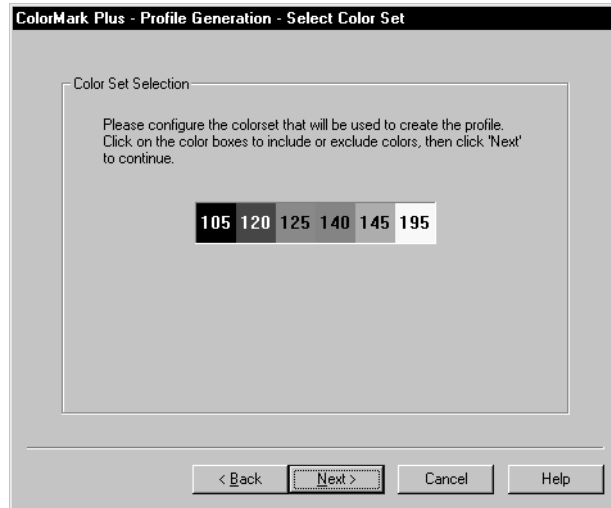 ColorMark Plus - Profile Generation - Select Color Set
Color Set Selection
Please configure the colorset that will be used to create the profile.
Click on the color boxes to include or exclude colors, then click 'Next'
to continue.
105 120 125 140 145 195
< Back Next > Cancel Help